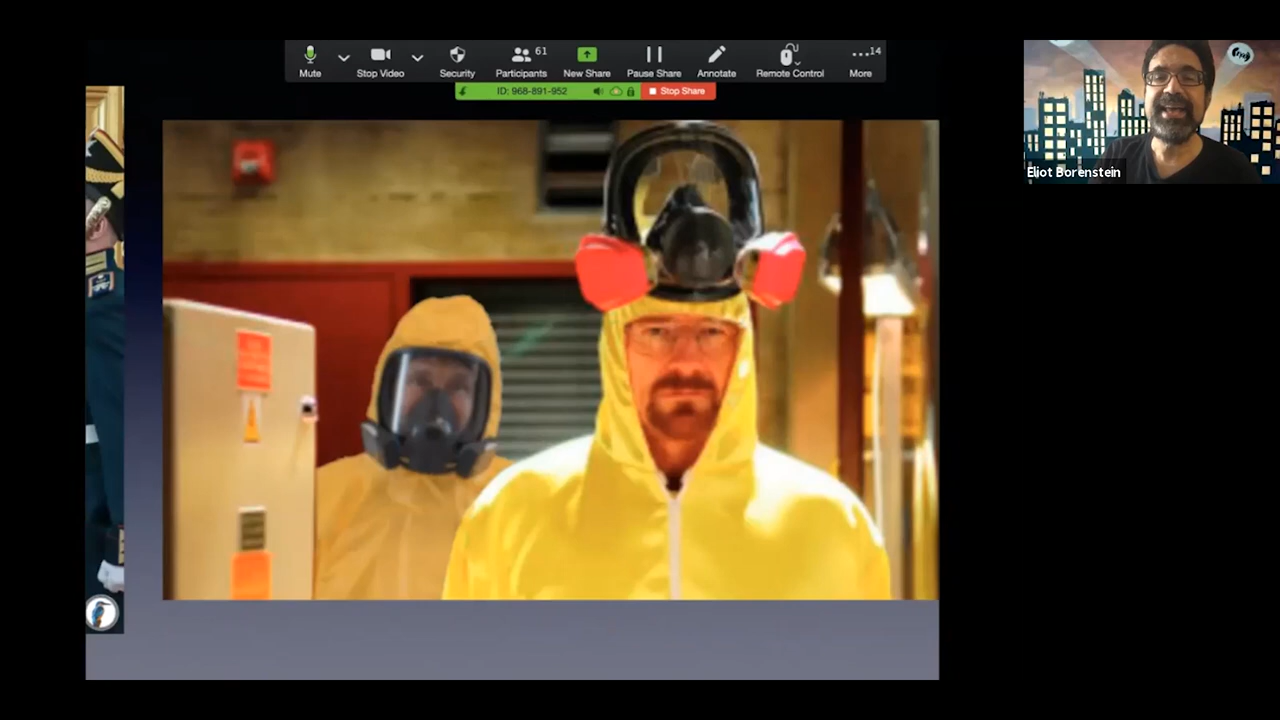 61
14
Mute
Stop Video
Security
Participants
New Share
Pause Share
Annotate
Remote Control
More
ID: 968-891-952
Stop Share
Eliot Borenstein